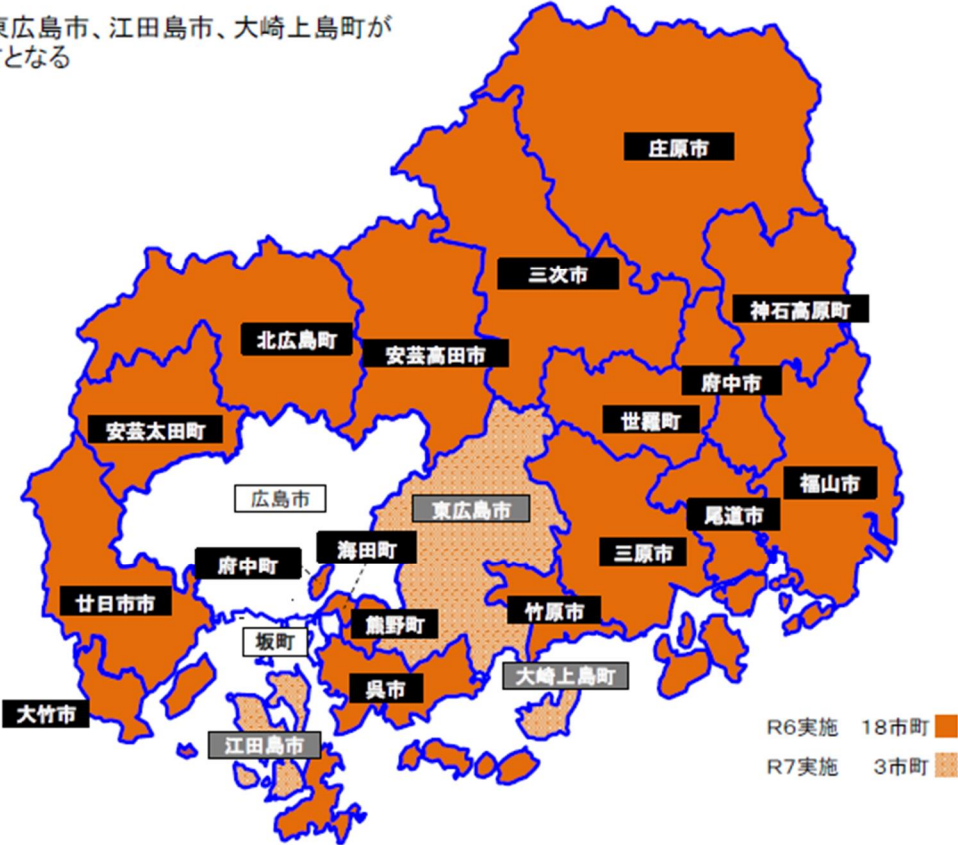 東広島市、江田島市、大崎上島町が
となる
庄原市
三次市
神石高原町
北広島町
安芸高田市
府中市
世羅町
安芸太田町
福山市
広島市
東広島市
尾道市
海田町
三原市
府中町
廿日市市
竹原市
熊野町
坂町
大崎上島町
呉市
大竹市
江田島市
R6実施 18市町
R7実施 3市町